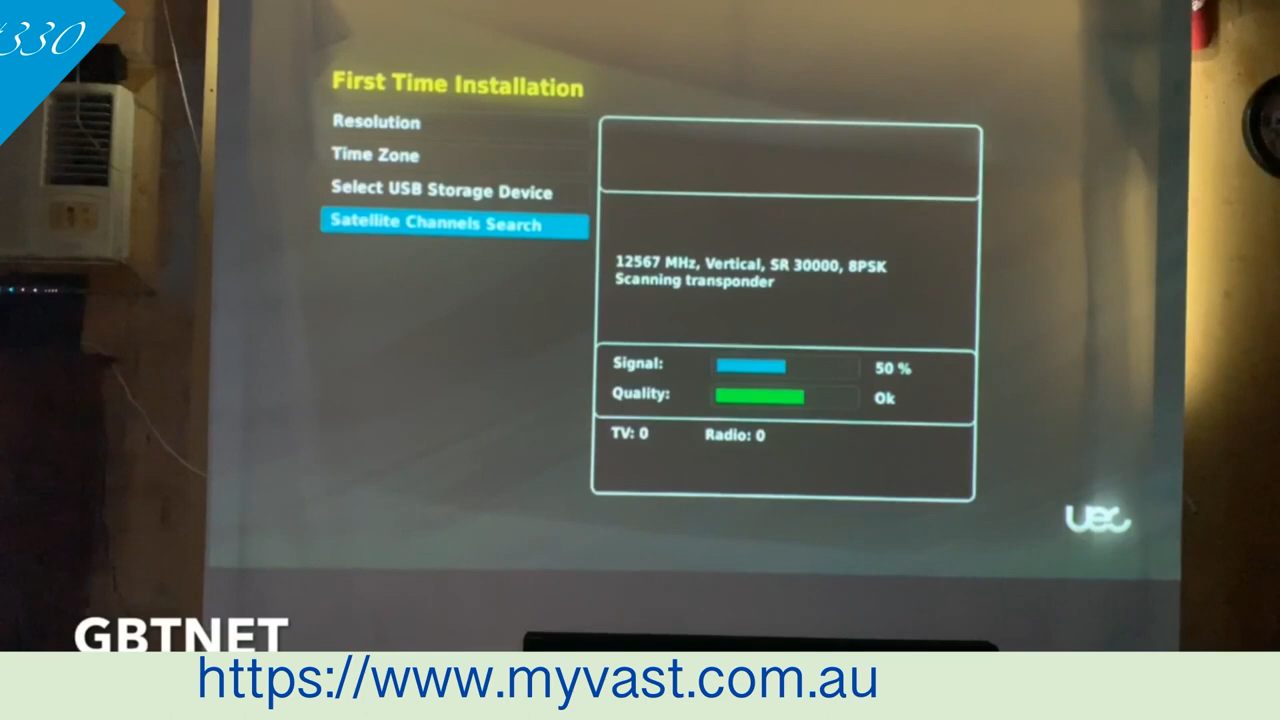 330
First Time Installation
Resolution
Time Zone
Select USB Storage Device
Satellite Channels Search
12567 MHz, Vertical, SR 30000, 8PSK
Scanning transponder
Signal: 50 %
Quality: Ok
TV: 0 Radio: 0
UEC
GBTNET
https://www.myvast.com.au